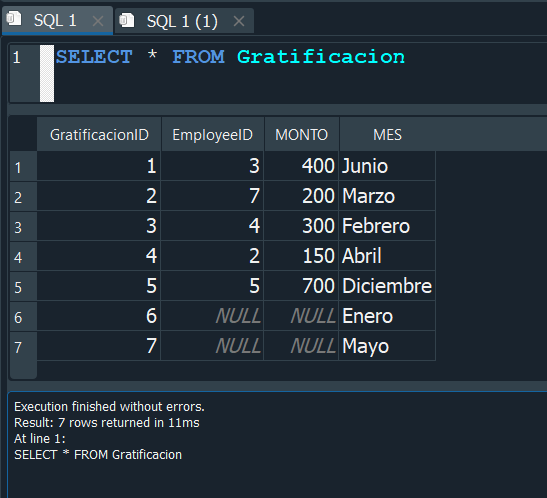 SQL 1 SQL 1 (1)
1 SELECT * FROM Gratificacion
GratificacionID EmployeeID MONTO MES
1 1 3 400 Junio
2 2 7 200 Marzo
3 3 4 300 Febrero
4 4 2 150 Abril
5 5 5 700 Diciembre
6 6 NULL NULL Enero
7 7 NULL NULL Mayo
Execution finished without errors.
Result: 7 rows returned in 11ms
At line 1:
SELECT * FROM Gratificacion